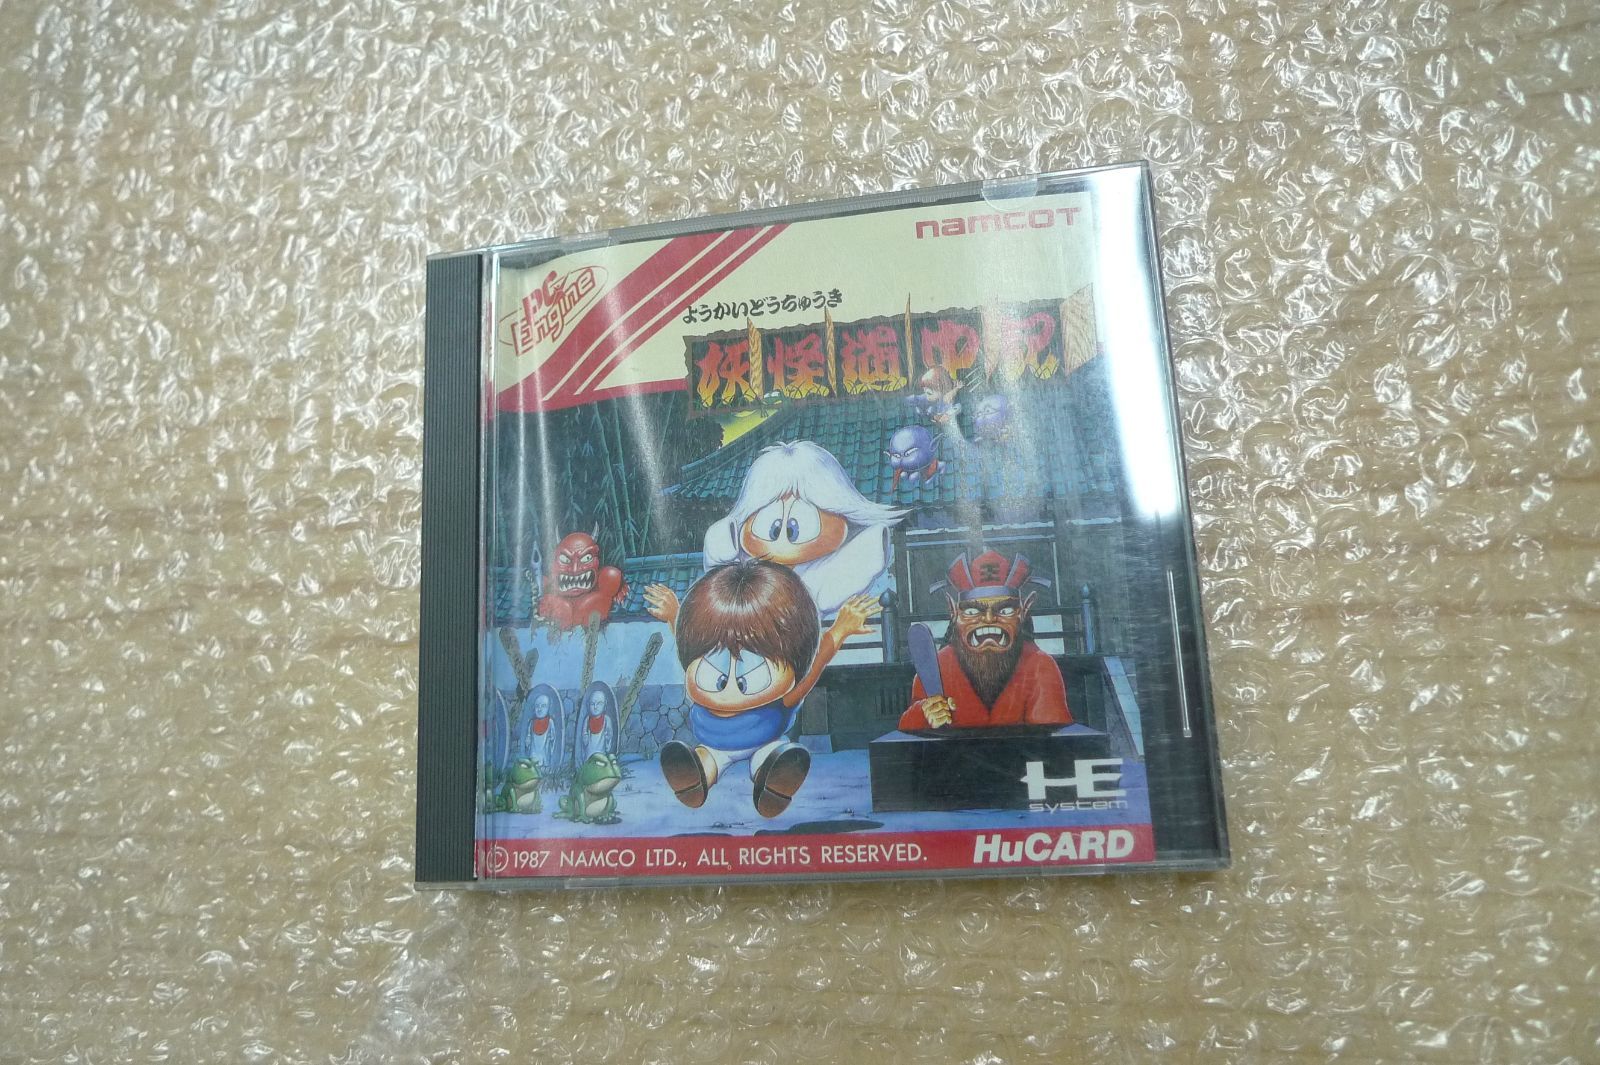 PC Engine
namcoT
ようかいどうちゅうき
妖怪道中記
王
HE
system
© 1987 NAMCO LTD., ALL RIGHTS RESERVED.
HuCARD